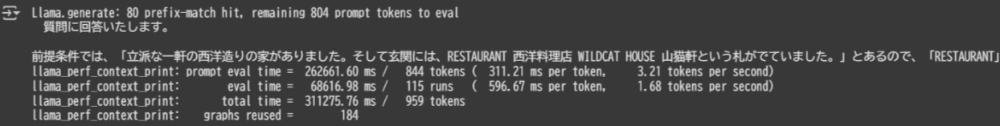 Llama.generate: 80 prefix-match hit, remaining 804 prompt tokens to eval
質問に回答いたします。
前提条件では、「立派な一軒の西洋造りの家がありました。そして玄関には、RESTAURANT 西洋料理店 WILDCAT HOUSE 山猫軒という札がでていました。」とあるので、「RESTAURANT」
llama_perf_context_print: prompt eval time = 262661.60 ms / 844 tokens ( 311.21 ms per token, 3.21 tokens per second)
llama_perf_context_print: eval time = 68616.98 ms / 115 runs ( 596.67 ms per token, 1.68 tokens per second)
llama_perf_context_print: total time = 311275.76 ms / 959 tokens
llama_perf_context_print: graphs reused = 184